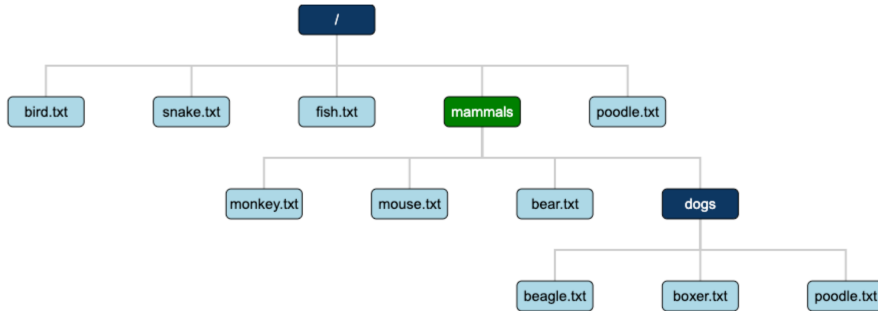 /
bird.txt snake.txt fish.txt mammals poodle.txt
monkey.txt mouse.txt bear.txt dogs
beagle.txt boxer.txt poodle.txt